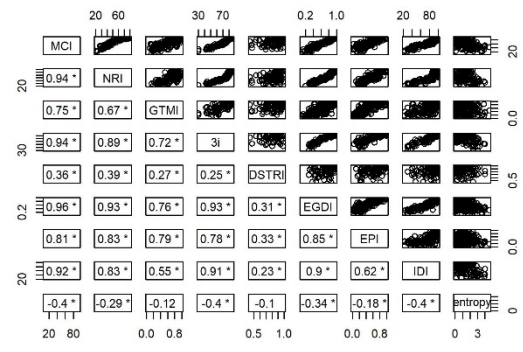 20 60 30 70 0.2 1.0 20 80
MCI 20
20 0.94 * NRI
0.75 * 0.67 * GTMI 0.0
30 0.94 * 0.89 * 0.72 * 3i
0.36 * 0.39 * 0.27 * 0.25 * DSTRI 0.5
0.2 0.96 * 0.93 * 0.76 * 0.93 * 0.31 * EGDI
0.81 * 0.83 * 0.79 * 0.78 * 0.33 * 0.85 * EPI 0.0
20 0.92 * 0.83 * 0.55 * 0.91 * 0.23 * 0.9 * 0.62 * IDI
-0.4 * -0.29 * -0.12 -0.4 * -0.1 -0.34 * -0.18 * -0.4 * entropy 0
20 80 0.0 0.8 0.5 1.0 0.0 0.8 0 3